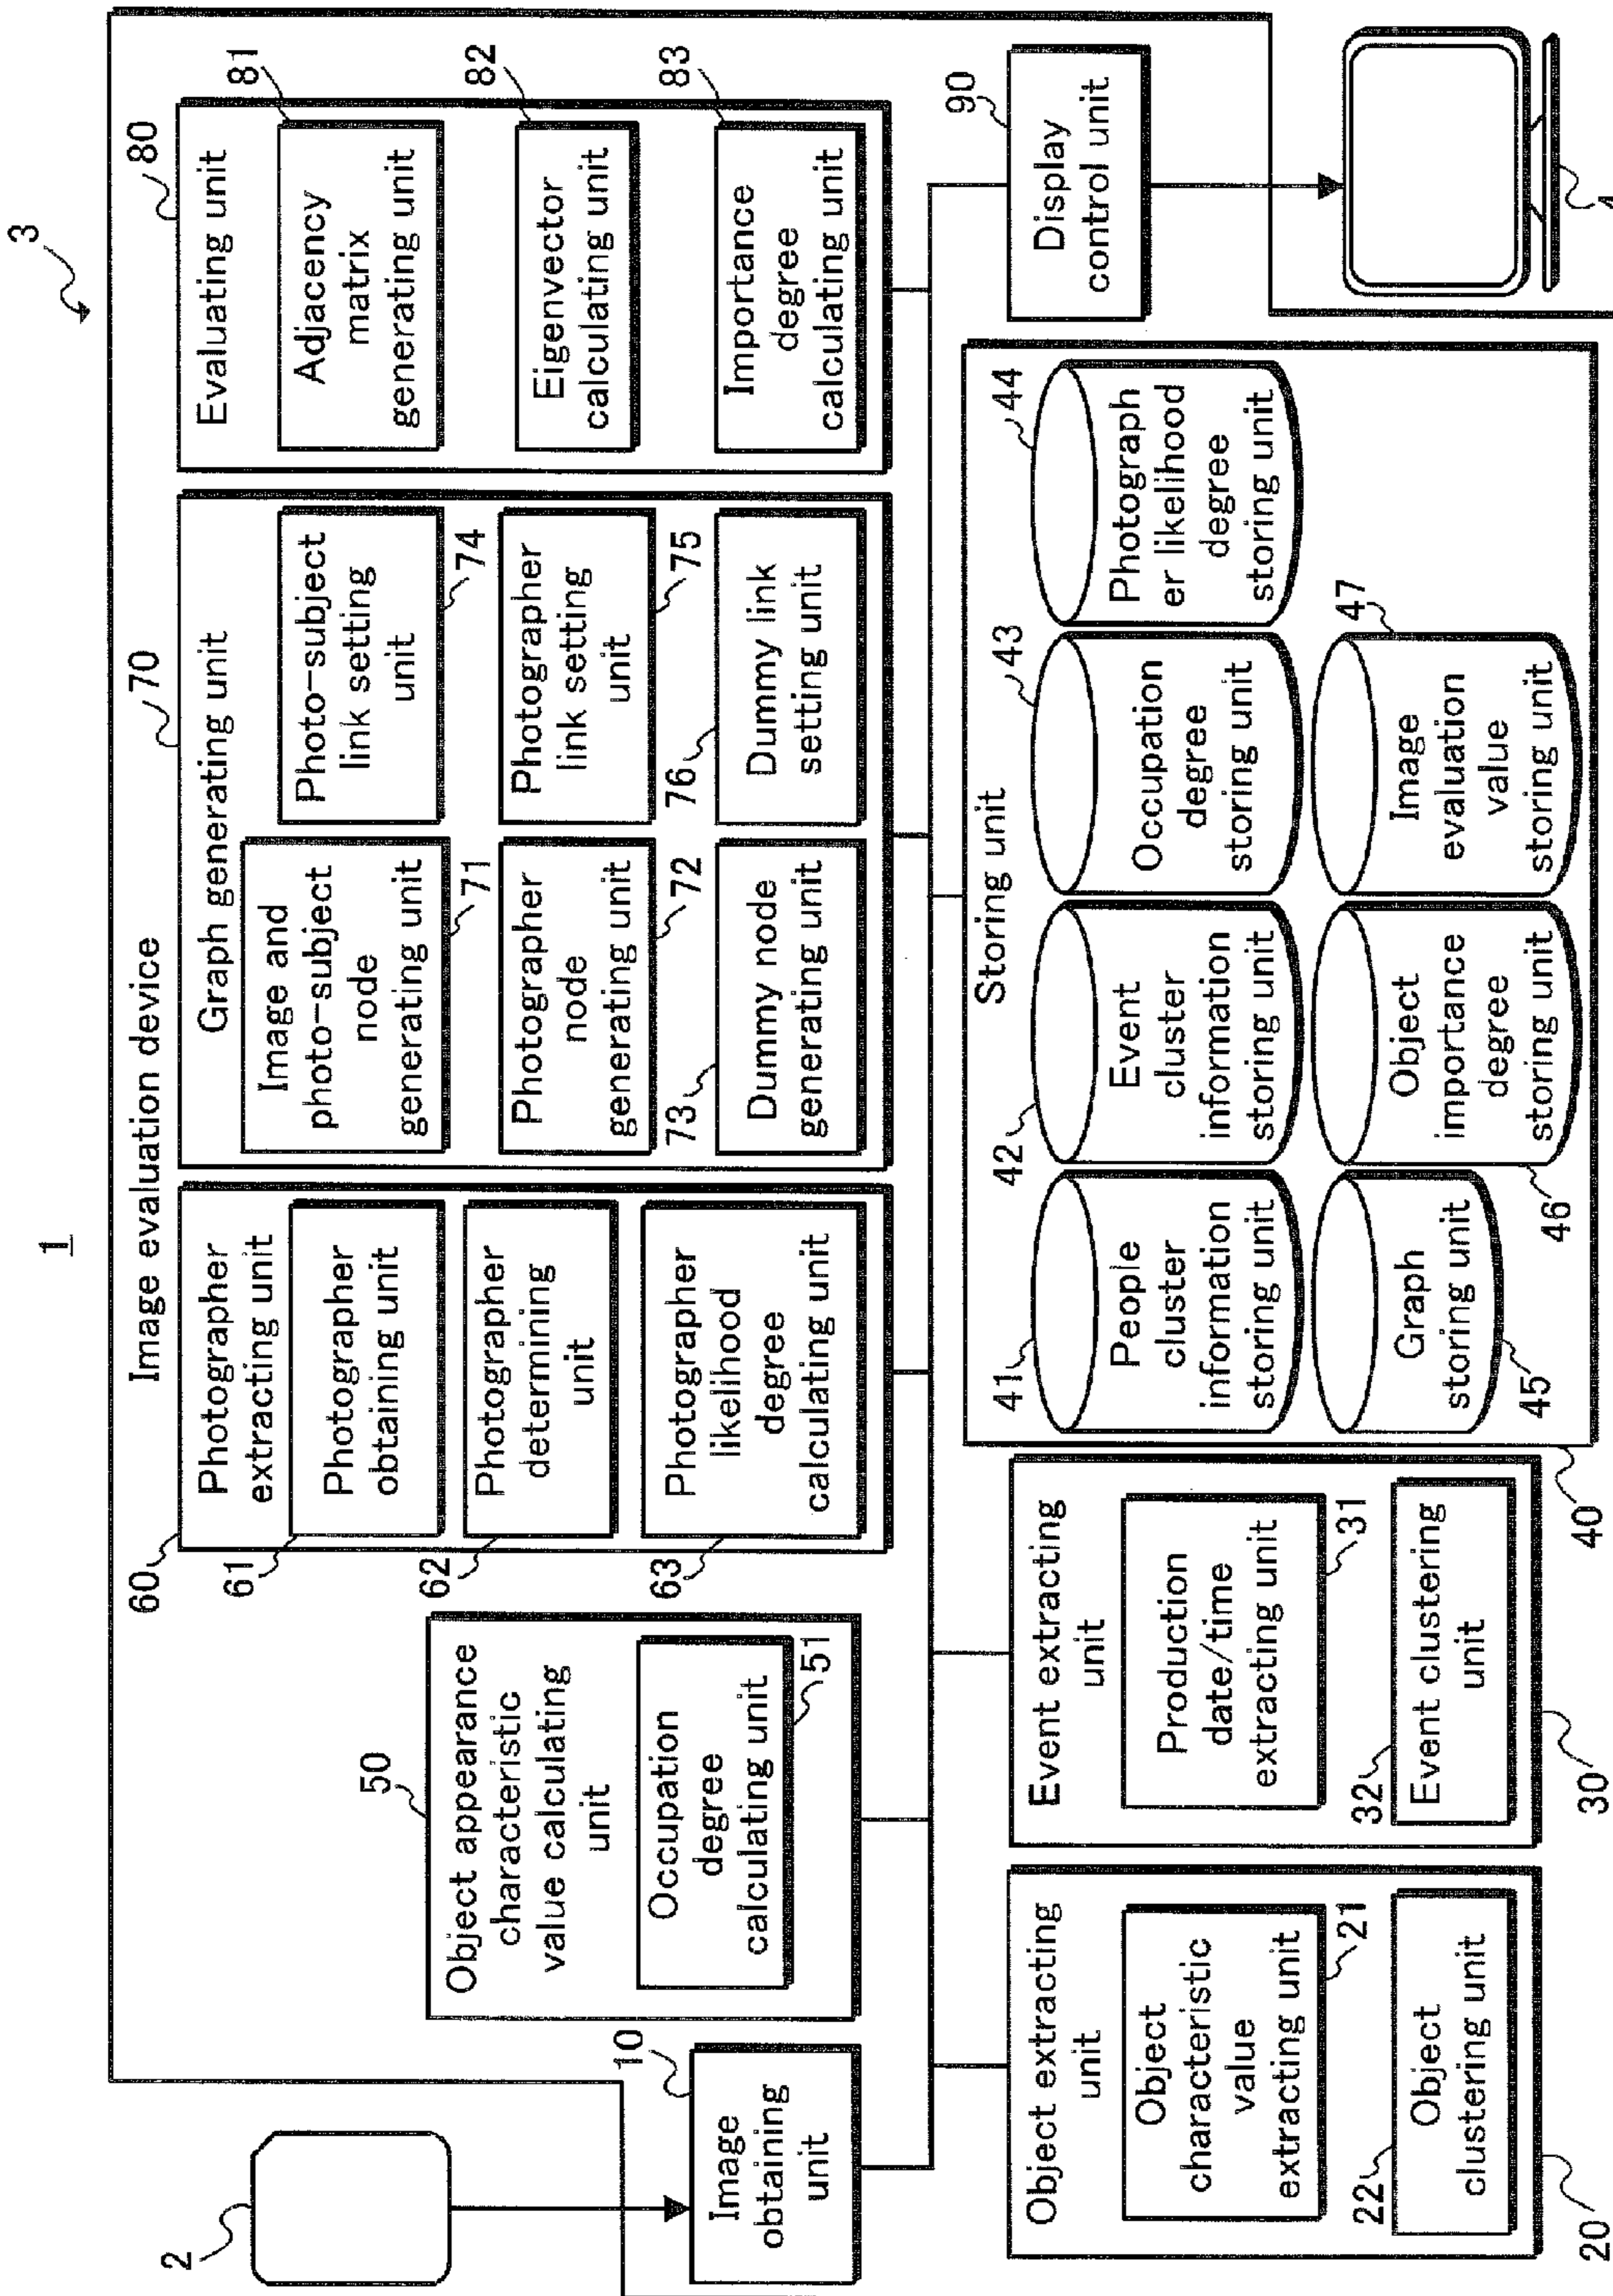 1
3
Image evaluation device
2
10
Image
obtaining
unit
50
Object appearance
characteristic
value calculating
unit
Occupation
degree
calculating unit
51
60
Photographer
extracting unit
61
Photographer
obtaining unit
62
Photographer
determining
unit
63
Photographer
likelihood
degree
calculating unit
70
Graph generating unit
Image and
photo-subject
node
generating unit
71
Photo-subject
link setting
unit
74
Photographer
node
generating unit
72
Photographer
link setting
unit
75
73
Dummy node
generating unit
76
Dummy link
setting unit
80
Evaluating unit
81
Adjacency
matrix
generating unit
82
Eigenvector
calculating unit
83
Importance
degree
calculating unit
Object extracting
unit
Object
characteristic
value
extracting unit
21
22
Object
clustering unit
20
Event extracting
unit
Production
date/time
extracting unit
31
32
Event clustering
unit
30
Storing unit
41
People
cluster
information
storing unit
42
Event
cluster
information
storing unit
43
Occupation
degree
storing unit
44
Photograph
er likelihood
degree
storing unit
Graph
storing unit
45
Object
importance
degree
storing unit
46
47
Image
evaluation
value
storing unit
40
90
Display
control unit
4